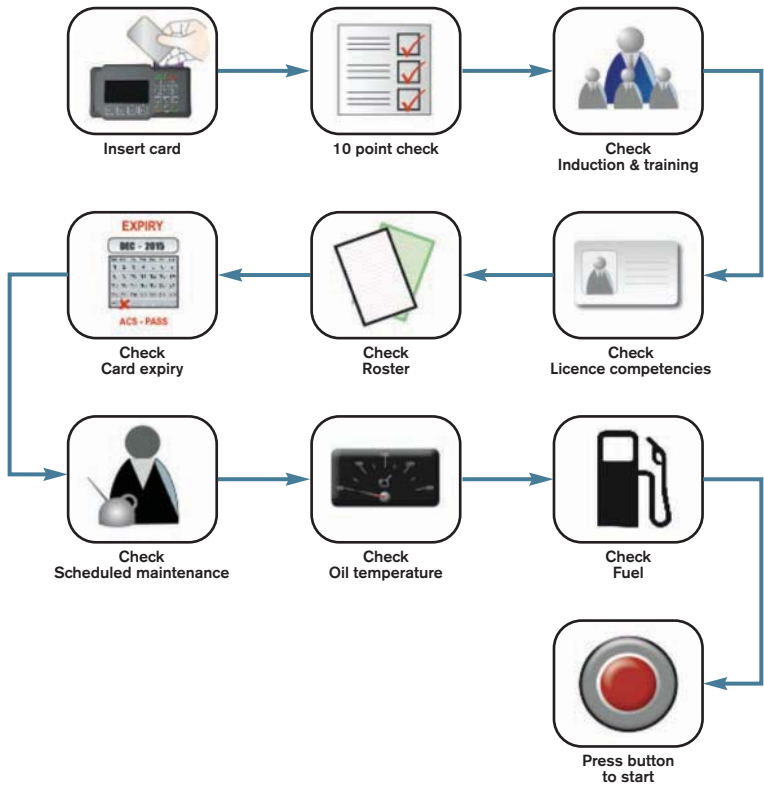 Insert card
10 point check
Check
Induction & training
Check
Licence competencies
Check
Roster
EXPIRY
DEC - 2015
ACS - PASS
Check
Card expiry
Check
Scheduled maintenance
Check
Oil temperature
Check
Fuel
Press button
to start